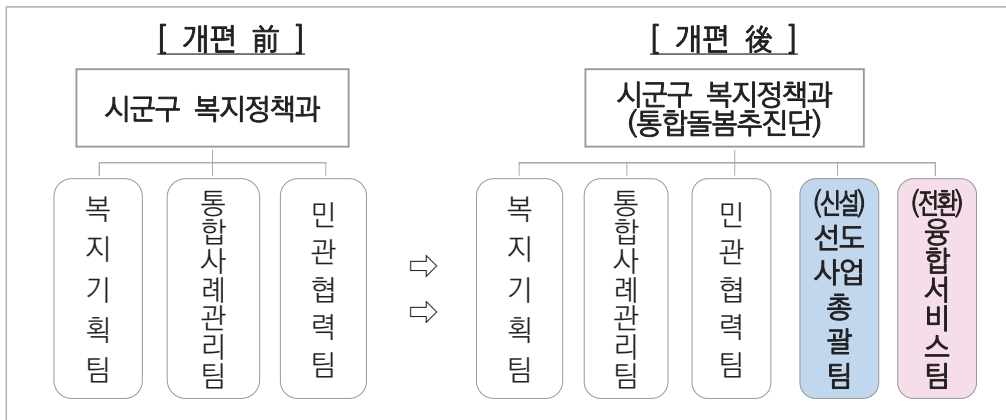 [ 개편 前 ]
시군구 복지정책과
복지기획팀
통합사례관리팀
민관협력팀
⇨
⇨
[ 개편 後 ]
시군구 복지정책과
(통합돌봄추진단)
복지기획팀
통합사례관리팀
민관협력팀
(신설)
선도사업총괄팀
(전환)
융합서비스팀